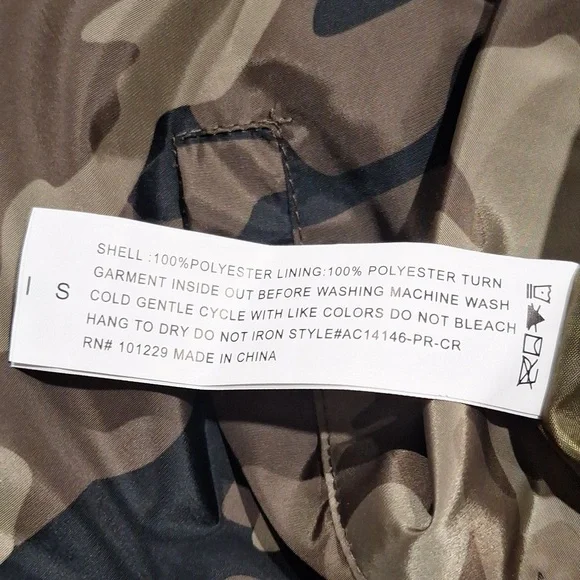 SHELL :100%POLYESTER LINING:100% POLYESTER TURN
GARMENT INSIDE OUT BEFORE WASHING MACHINE WASH
COLD GENTLE CYCLE WITH LIKE COLORS DO NOT BLEACH
HANG TO DRY DO NOT IRON STYLE#AC14146-PR-CR
RN# 101229 MADE IN CHINA
I S